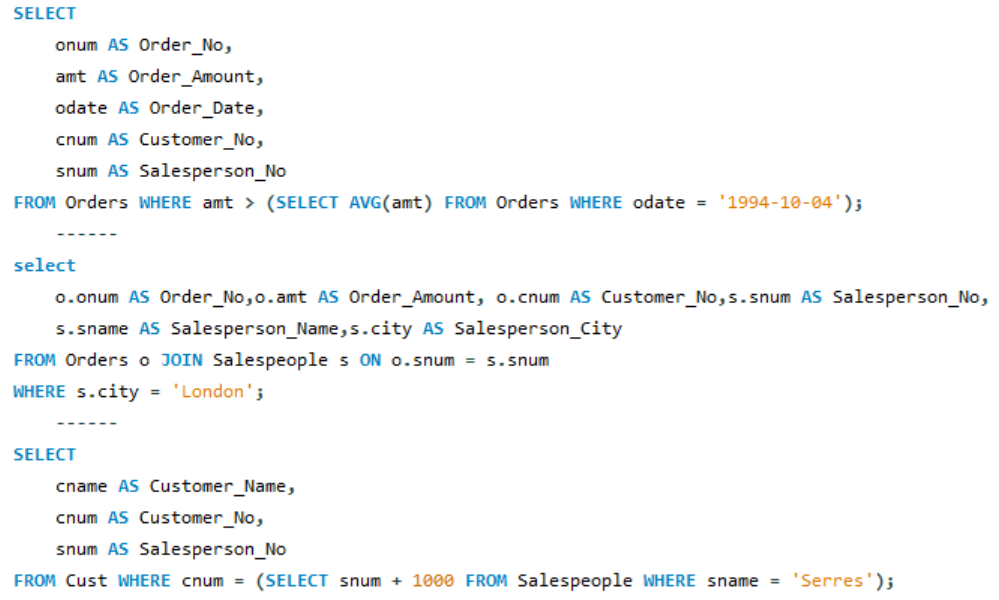 SELECT
onum AS Order_No,
amt AS Order_Amount,
odate AS Order_Date,
cnum AS Customer_No,
snum AS Salesperson_No
FROM Orders WHERE amt > (SELECT AVG(amt) FROM Orders WHERE odate = '1994-10-04');
------
select
o.onum AS Order_No,o.amt AS Order_Amount, o.cnum AS Customer_No,s.snum AS Salesperson_No,
s.sname AS Salesperson_Name,s.city AS Salesperson_City
FROM Orders o JOIN Salespeople s ON o.snum = s.snum
WHERE s.city = 'London';
------
SELECT
cname AS Customer_Name,
cnum AS Customer_No,
snum AS Salesperson_No
FROM Cust WHERE cnum = (SELECT snum + 1000 FROM Salespeople WHERE sname = 'Serres');